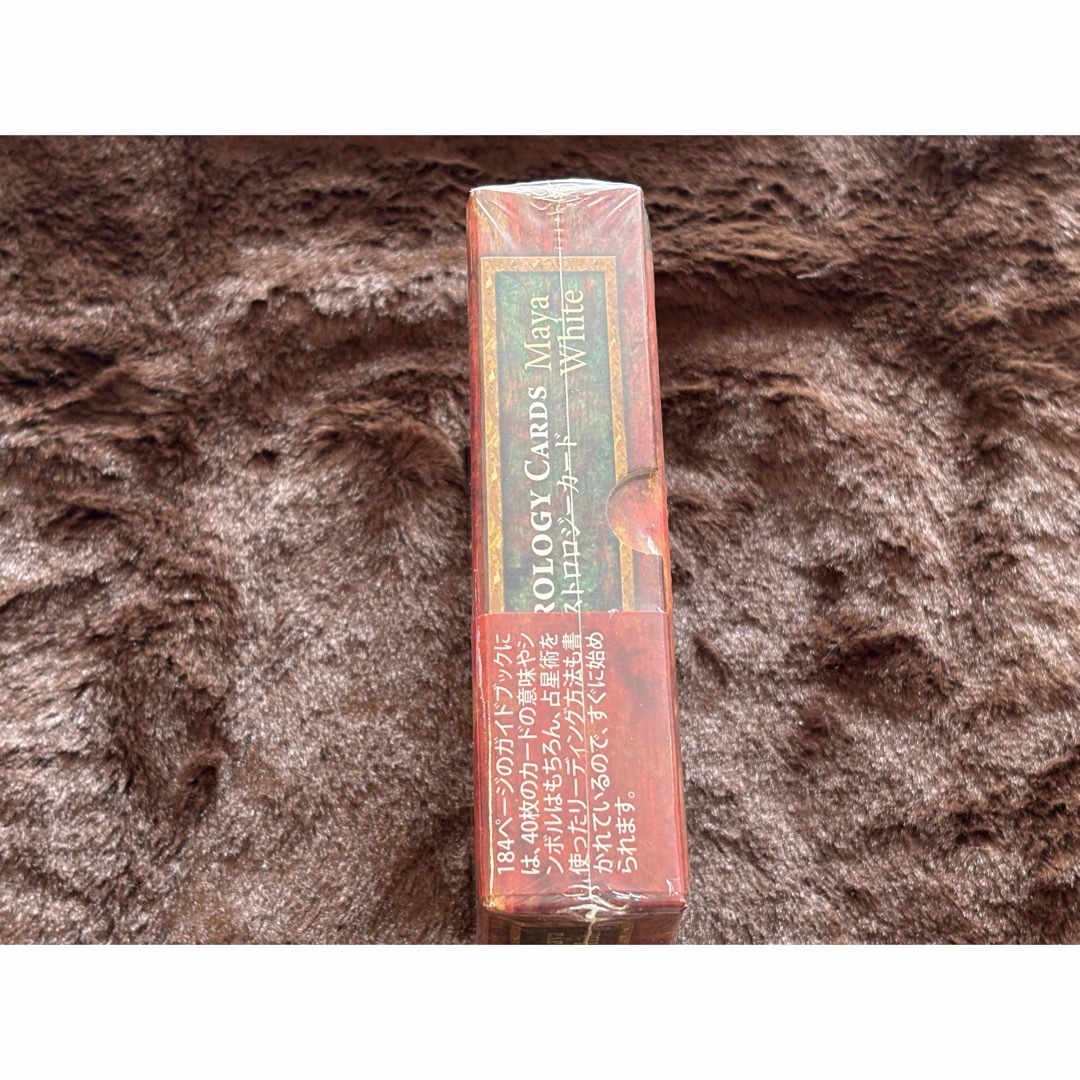 ROLOGY CARDS Maya
ストロロジーカード White
184ページのガイドブックに
は、40枚のカードの意味やシ
ンボルはもちろん、占星術を
使ったリーディング方法も書
かれているので、すぐに始め
られます。